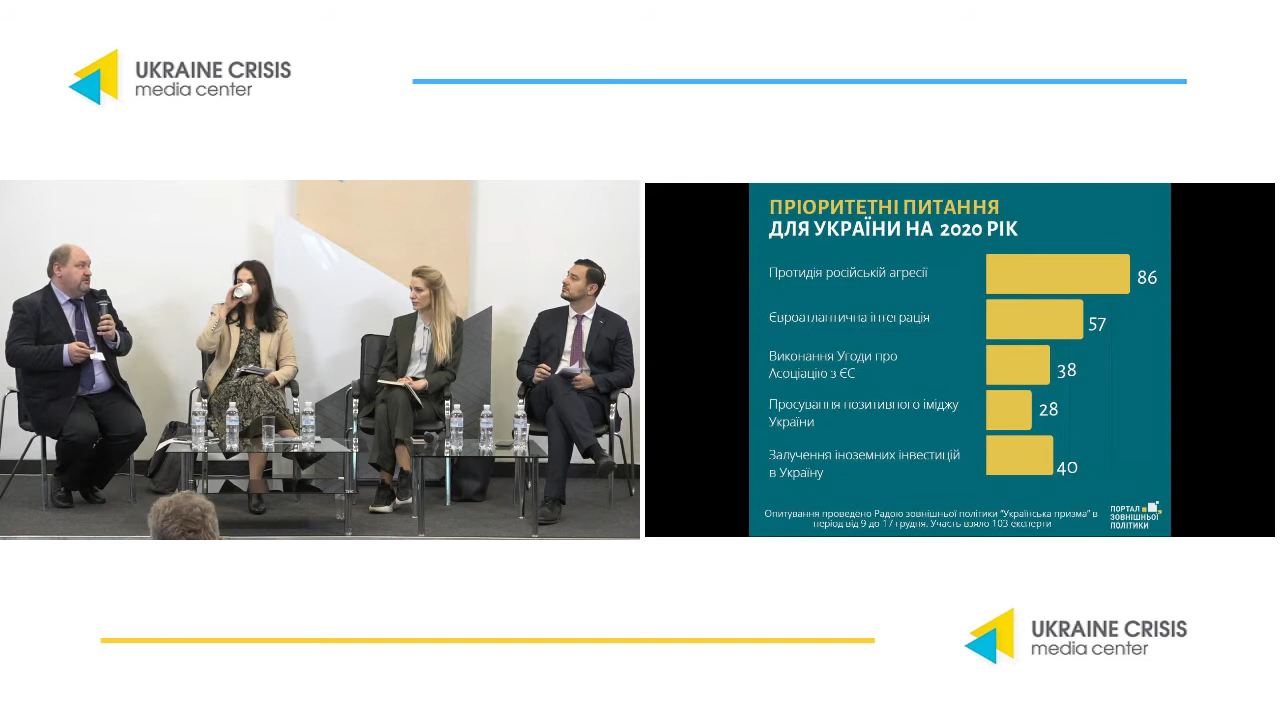 UKRAINE CRISIS
media center
ПРІОРИТЕТНІ ПИТАННЯ
ДЛЯ УКРАЇНИ НА 2020 РІК
Протидія російській агресії
86
Євроатлантична інтеграція
57
Виконання Угоди про
Асоціацію з ЄС
38
Просування позитивного іміджу
України
28
Залучення іноземних інвестицій
в Україну
40
Опитування проведено Радою зовнішньої політики "Українська призма" в
період від 9 до 17 грудня. Участь взяло 103 експерти
ПОРТАЛ
ЗОВНІШНЬОЇ
ПОЛІТИКИ
UKRAINE CRISIS
media center